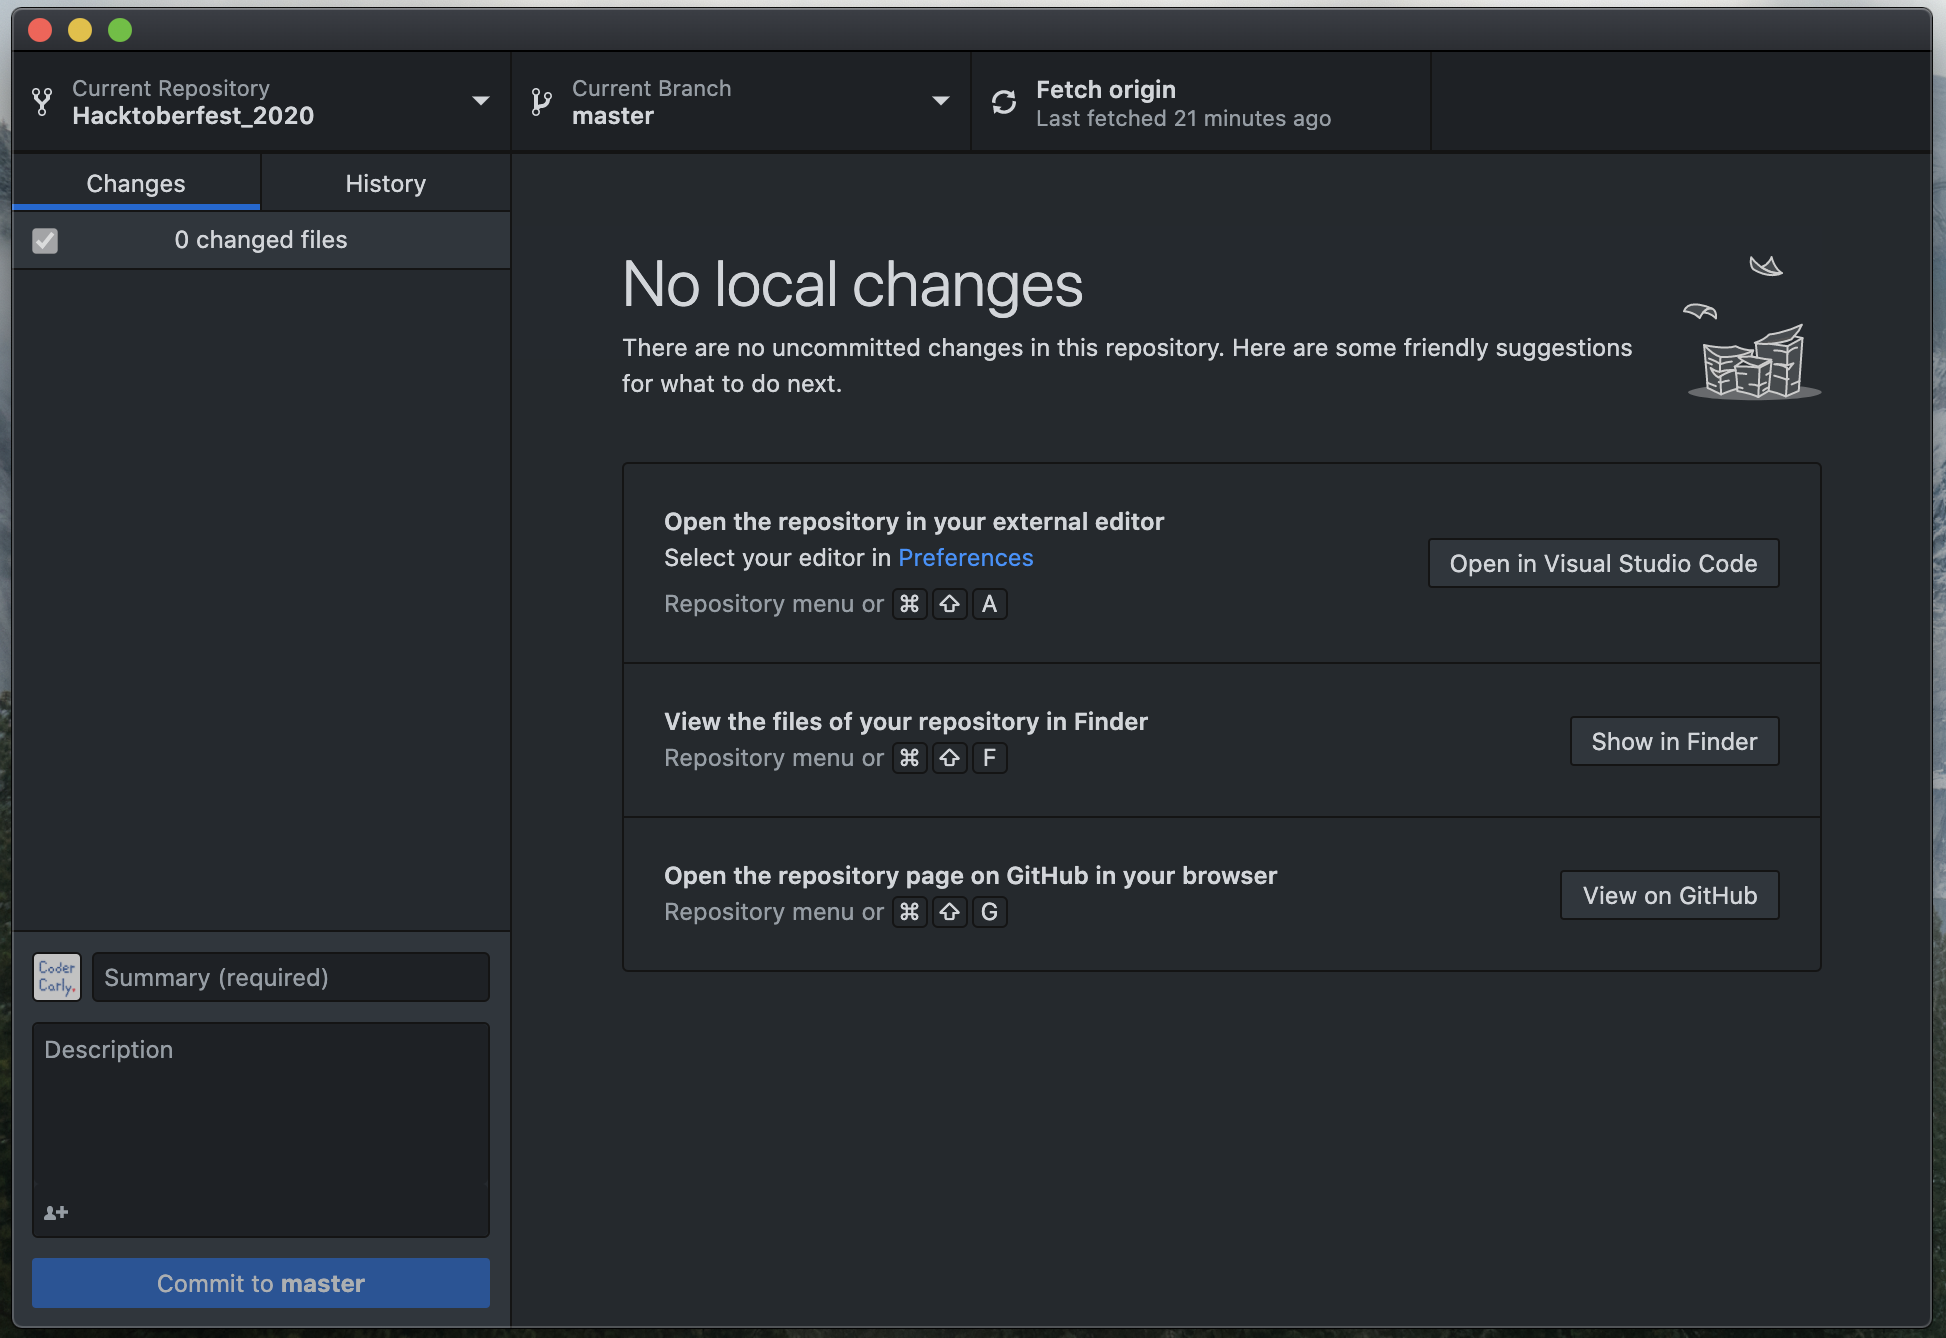 Current Repository
Hacktoberfest_2020
Current Branch
master
Fetch origin
Last fetched 21 minutes ago
Changes
History
0 changed files
No local changes
There are no uncommitted changes in this repository. Here are some friendly suggestions
for what to do next.
Open the repository in your external editor
Select your editor in Preferences
Repository menu or ⌘ ⇧ A
Open in Visual Studio Code
View the files of your repository in Finder
Repository menu or ⌘ ⇧ F
Show in Finder
Open the repository page on GitHub in your browser
Repository menu or ⌘ ⇧ G
View on GitHub
Coder
Carly.
Summary (required)
Description
Commit to master